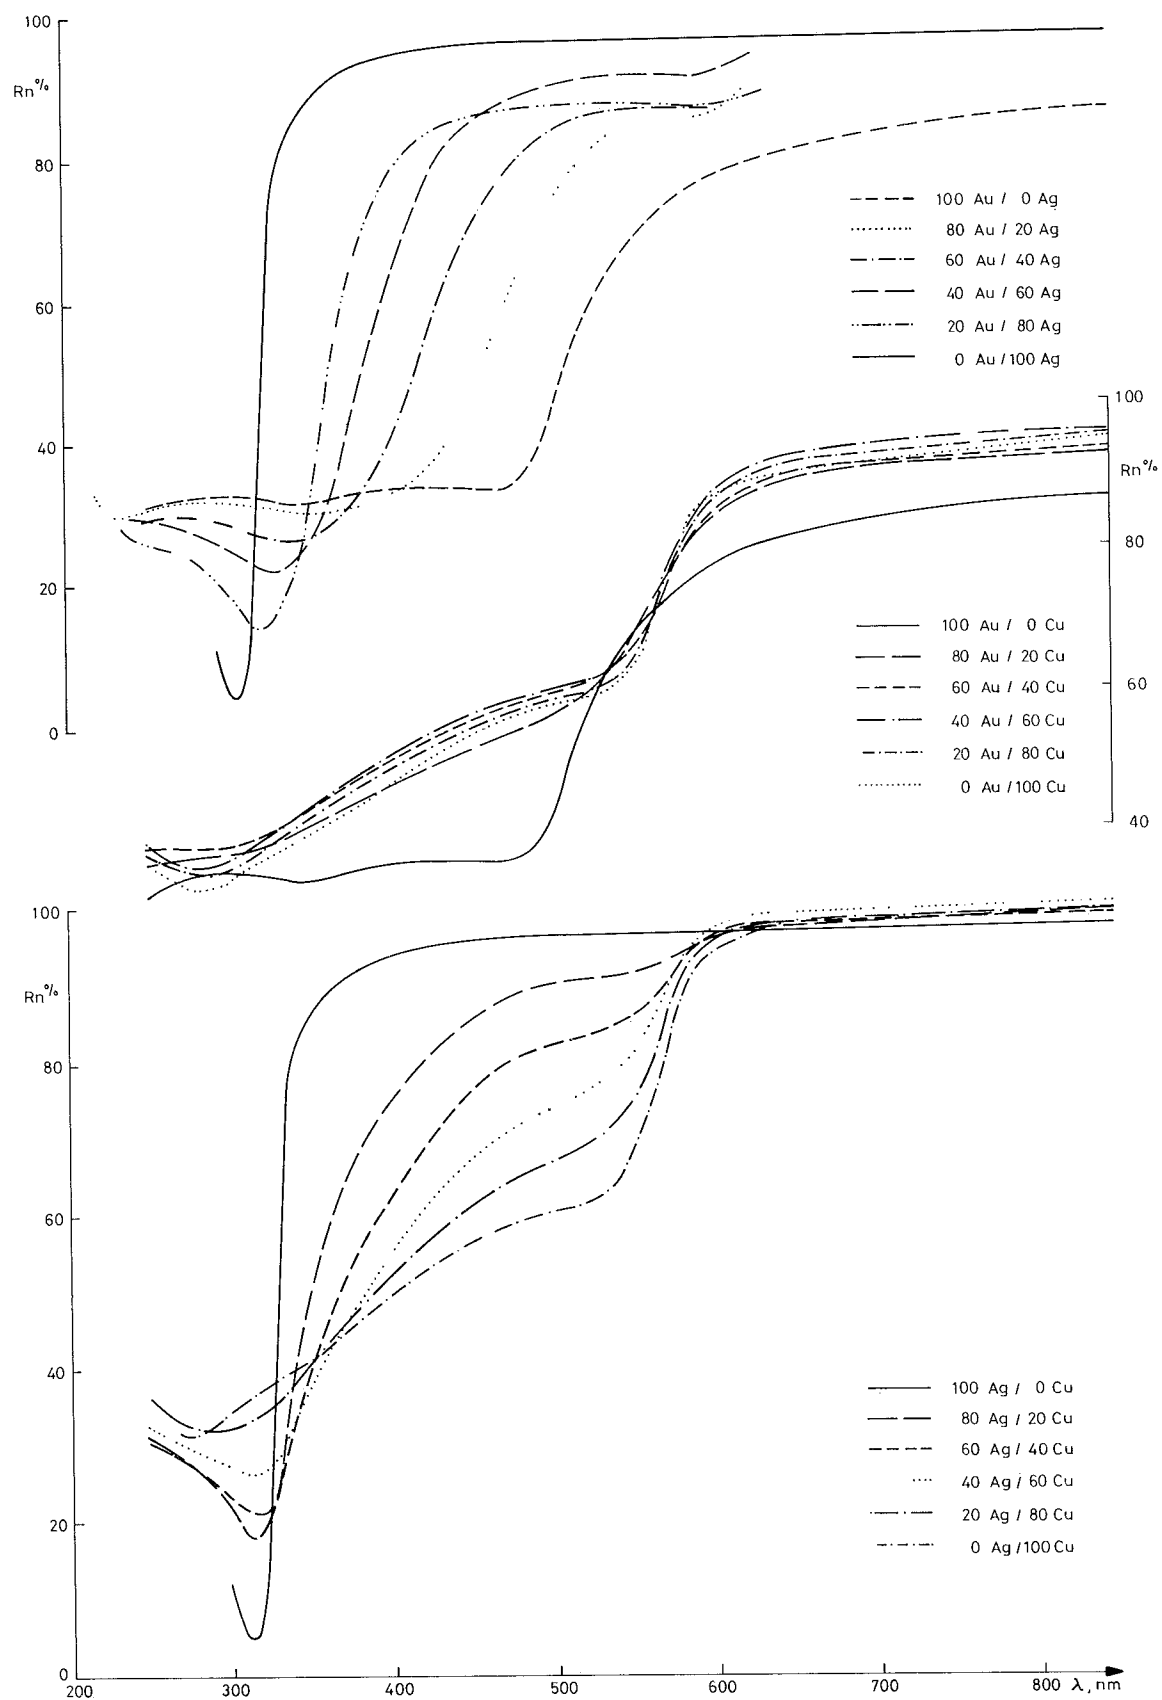 100
Rn%
80
60
40
20
0
100 Au / 0 Ag
80 Au / 20 Ag
60 Au / 40 Ag
40 Au / 60 Ag
20 Au / 80 Ag
0 Au / 100 Ag
100
Rn%
80
60
40
100 Au / 0 Cu
80 Au / 20 Cu
60 Au / 40 Cu
40 Au / 60 Cu
20 Au / 80 Cu
0 Au / 100 Cu
100
Rn%
80
60
40
20
0
100 Ag / 0 Cu
80 Ag / 20 Cu
60 Ag / 40 Cu
40 Ag / 60 Cu
20 Ag / 80 Cu
0 Ag / 100 Cu
200 300 400 500 600 700 800 λ, nm